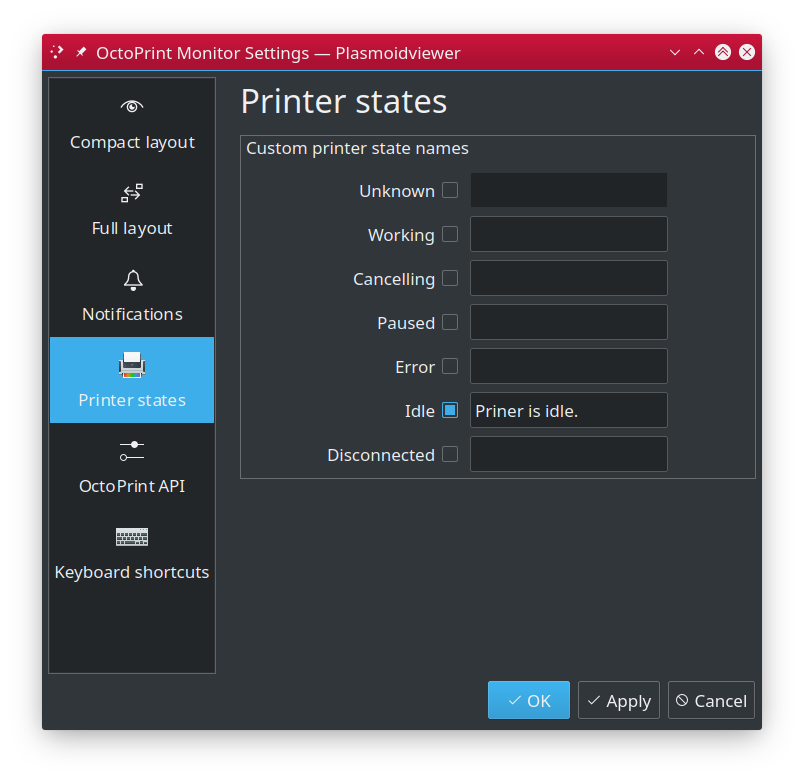 OctoPrint Monitor Settings — Plasmoidviewer
Compact layout
Full layout
Notifications
Printer states
OctoPrint API
Keyboard shortcuts
Printer states
Custom printer state names
Unknown
Working
Cancelling
Paused
Error
Idle Priner is idle.
Disconnected
OK Apply Cancel